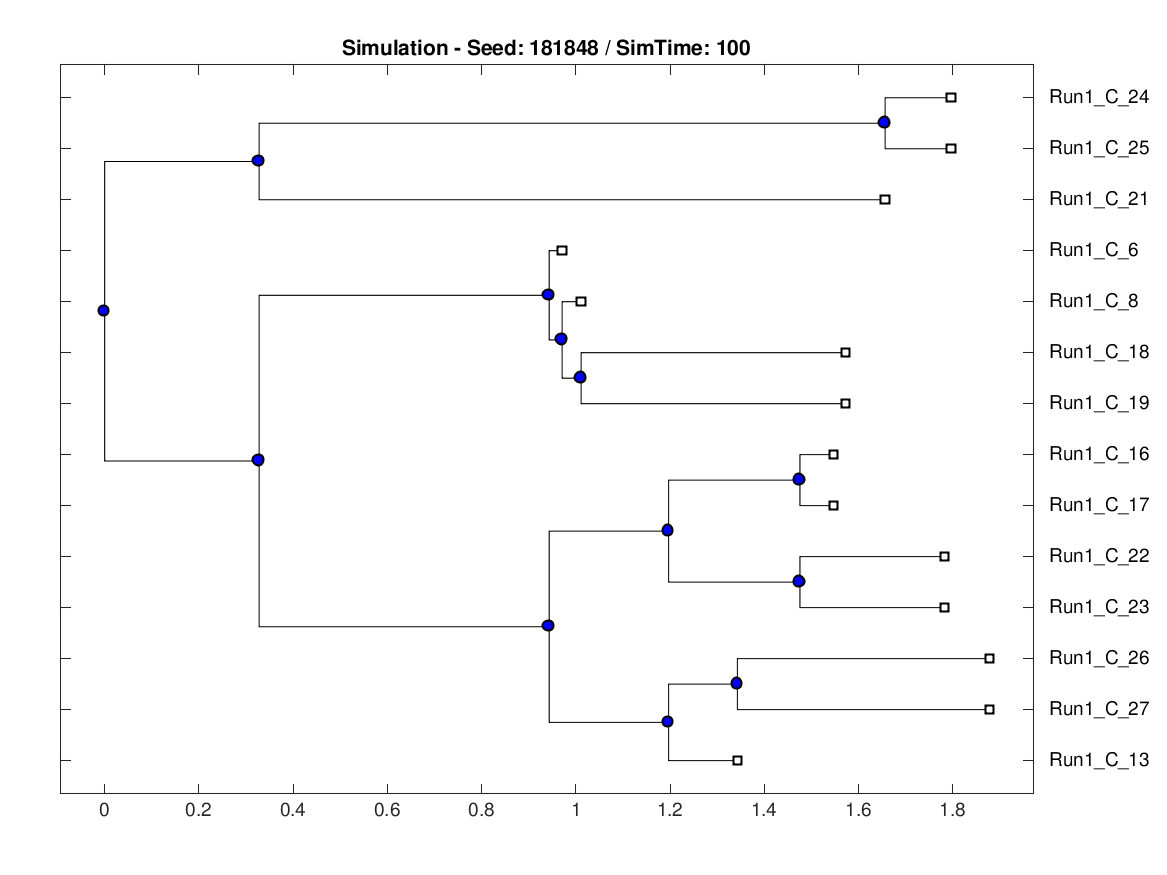 Simulation - Seed: 181848 / SimTime: 100
Run1_C_24
Run1_C_25
Run1_C_21
Run1_C_6
Run1_C_8
Run1_C_18
Run1_C_19
Run1_C_16
Run1_C_17
Run1_C_22
Run1_C_23
Run1_C_26
Run1_C_27
Run1_C_13
0 0.2 0.4 0.6 0.8 1 1.2 1.4 1.6 1.8